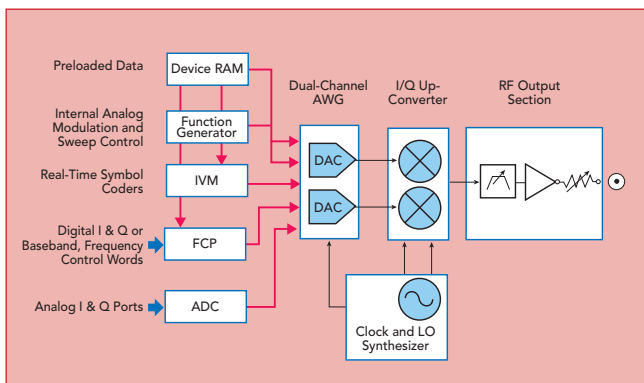 Preloaded Data
Device RAM
Internal Analog
Modulation and
Sweep Control
Function
Generator
Real-Time Symbol
Coders
IVM
Digital I & Q or
Baseband, Frequency
Control Words
FCP
Analog I & Q Ports
ADC
Dual-Channel
AWG
DAC
DAC
I/Q Up-
Converter
Clock and LO
Synthesizer
RF Output
Section